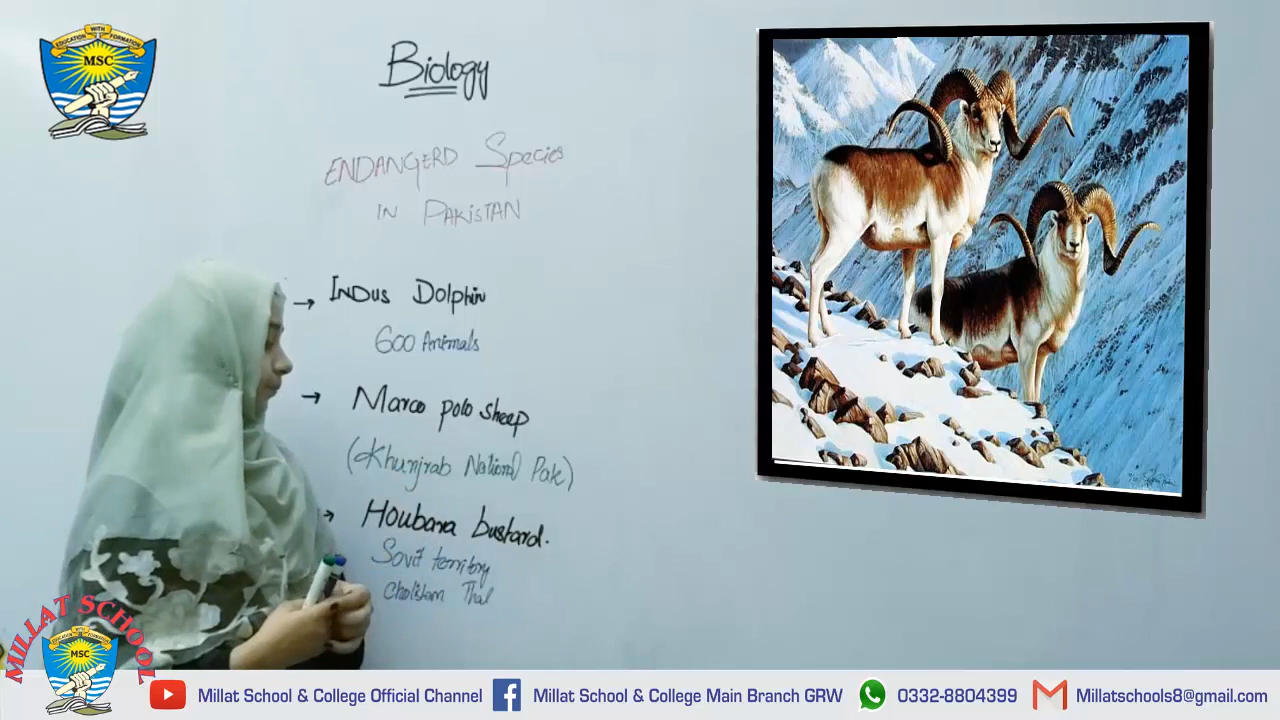 EDUCATION WITH FORMATION
MSC
Biology
ENDANGERD Species
IN PAKISTAN
→ INDUS Dolphin
600 Animals
→ Marco polo sheep
(Khunjrab National Pak)
→ Houbara bustard.
Sovit territory
Cholistan Thal
MILLAT SCHOOL
MSC
Millat School & College Official Channel
Millat School & College Main Branch GRW
0332-8804399
Millatschools8@gmail.com